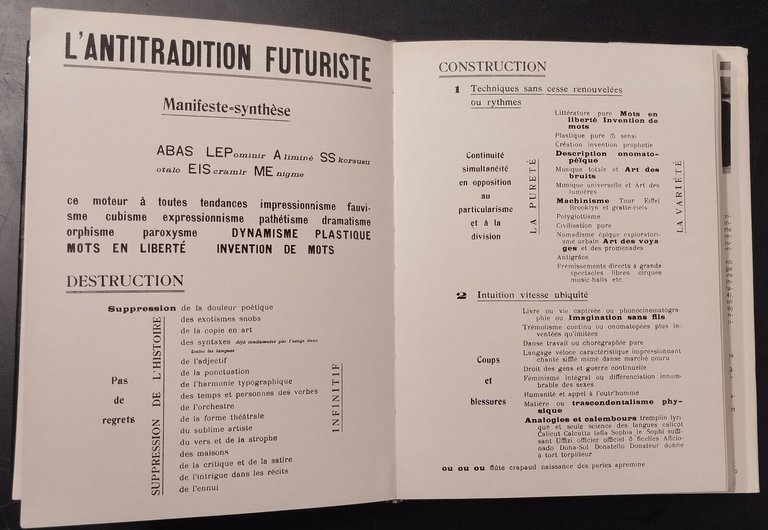 L'ANTITRADITION FUTURISTE
Manifeste=synthèse
ABAS LEPominir Aliminé SSkorsusu
otalo EIScramir MEnigme
ce moteur à toutes tendances impressionnisme fauvi-
sme cubisme expressionnisme pathétisme dramatisme
orphisme paroxysme DYNAMISME PLASTIQUE
MOTS EN LIBERTÉ INVENTION DE MOTS
DESTRUCTION
Suppression de la douleur poétique
des exotismes snobs
de la copie en art
des syntaxes déjà condamnées par l'usage dans
toutes les langues
de l'adjectif
de la ponctuation
de l'harmonie typographique
des temps et personnes des verbes
de l'orchestre
de la forme théâtrale
du sublime artiste
du vers et de la strophe
des maisons
de la critique et de la satire
de l'intrigue dans les récits
de l'ennui
Pas
de
regrets
SUPPRESSION DE L'HISTOIRE
INFINITIF
CONSTRUCTION
1 Techniques sans cesse renouvelées
ou rythmes
Continuité
simultanéité
en opposition
au
particularisme
et à la
division
LA PURETÉ
Littérature pure Mots en
liberté Invention de
mots
Plastique pure (5 sens)
Création invention prophétie
Description onomato-
péïque
Musique totale et Art des
bruits
Mimique universelle et Art des
lumières
Machinisme Tour Eiffel
Brooklyn et gratte-ciels
Polyglottisme
Civilisation pure
Nomadisme épique exploratori-
sme urbain Art des voya-
ges et des promenades
Antigrâce
Frémissements directs à grands
spectacles libres cirques
music-halls etc.
LA VARIÉTÉ
2 Intuition vitesse ubiquité
Coups
et
blessures
Livre ou vie captivée ou phonocinematogra-
phie ou Imagination sans fils
Trémolisme continu ou onomatopées plus in-
ventées qu'imitées
Danse travail ou chorégraphie pure
Langage véloce caractéristique impressionnant
chanté sifflé mimé dansé marché couru
Droit des gens et guerre continuelle
Féminisme intégral ou différenciation innom-
brable des sexes
Humanité et appel à l'outr'homme
Matière ou trascendentalisme phy-
sique
Analogies et calembours tremplin lyri-
que et seule science des langues calicot
Calicut Calcutta tafia Sophia le Sophi suffi-
sant Uffizi officier officiel ô ficelles Aficio-
nado Dona-Sol Donatello Donateur donne
à tort torpilleur
ou ou ou flûte crapaud naissance des perles apremine